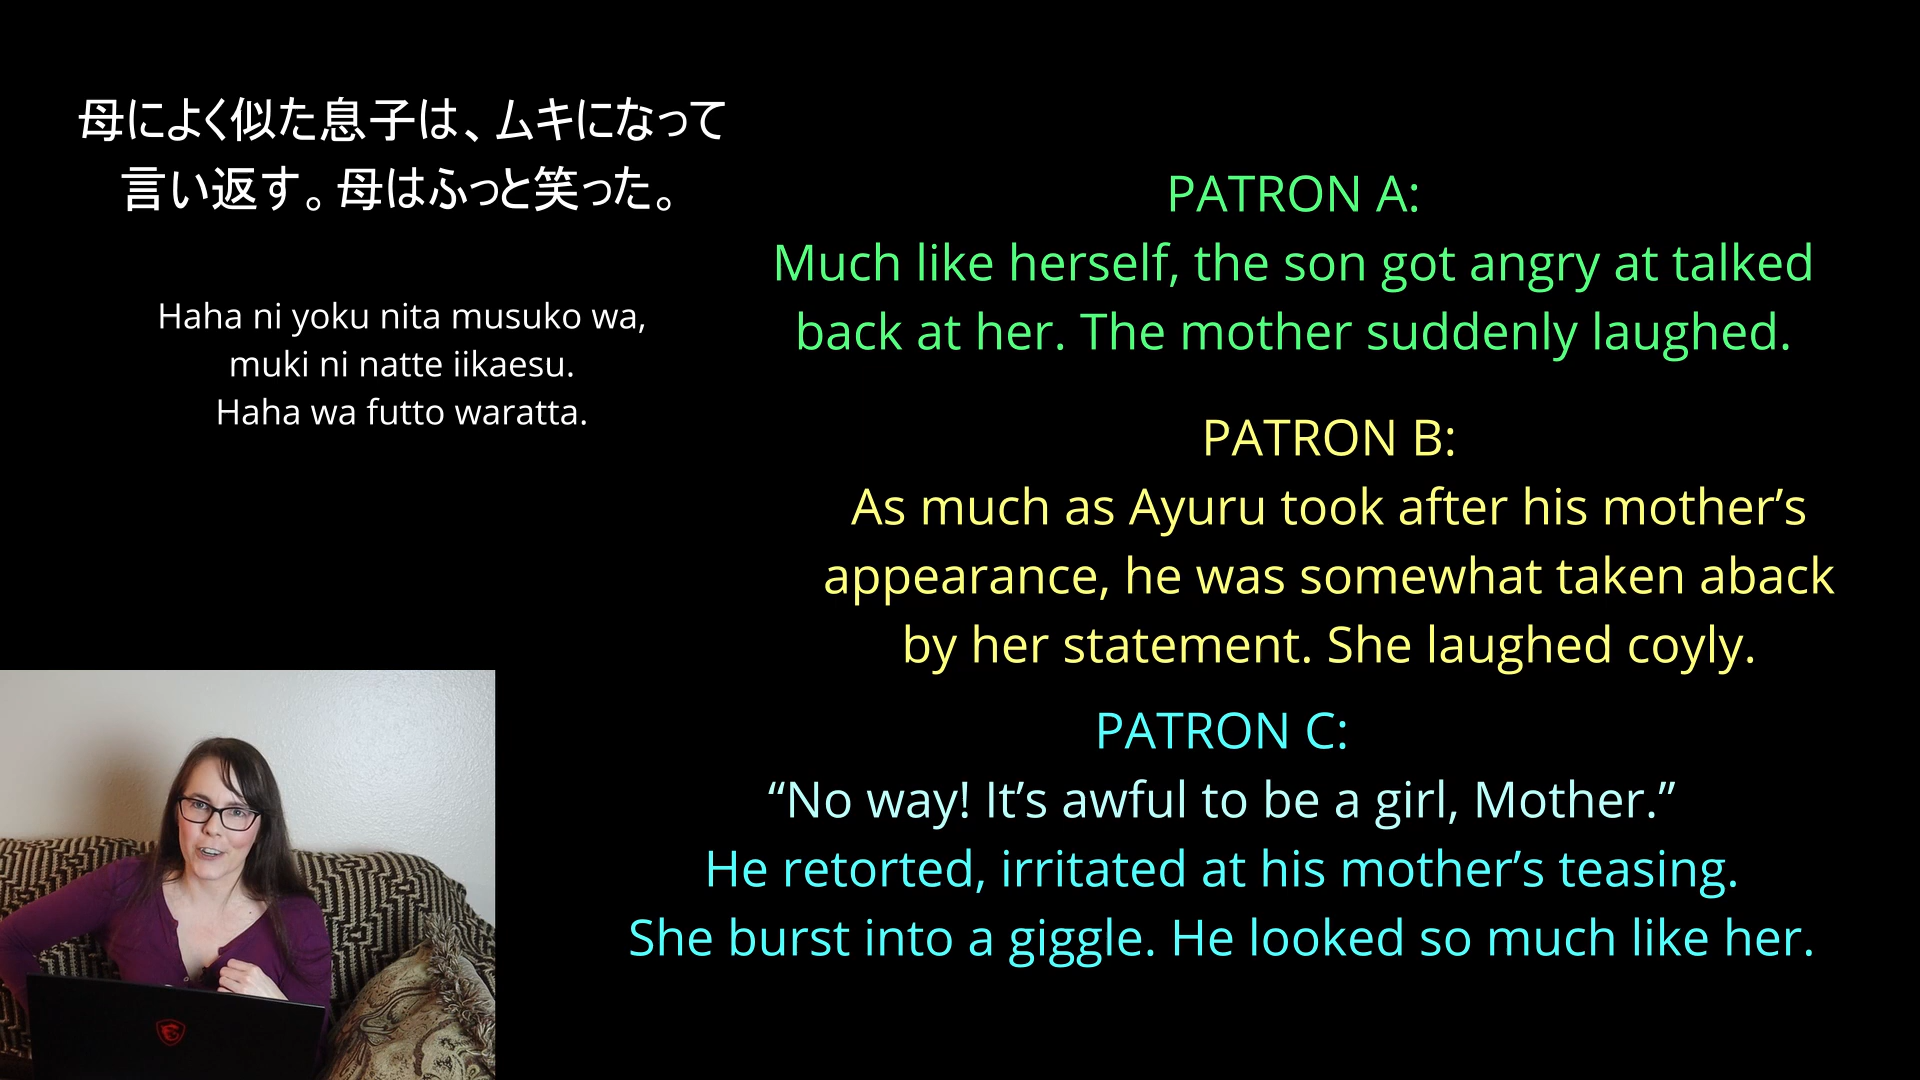 母によく似た息子は、ムキになって
言い返す。母はふっと笑った。
Haha ni yoku nita musuko wa,
muki ni natte iikaesu.
Haha wa futto waratta.
PATRON A:
Much like herself, the son got angry at talked
back at her. The mother suddenly laughed.
PATRON B:
As much as Ayuru took after his mother’s
appearance, he was somewhat taken aback
by her statement. She laughed coyly.
PATRON C:
“No way! It’s awful to be a girl, Mother.”
He retorted, irritated at his mother’s teasing.
She burst into a giggle. He looked so much like her.